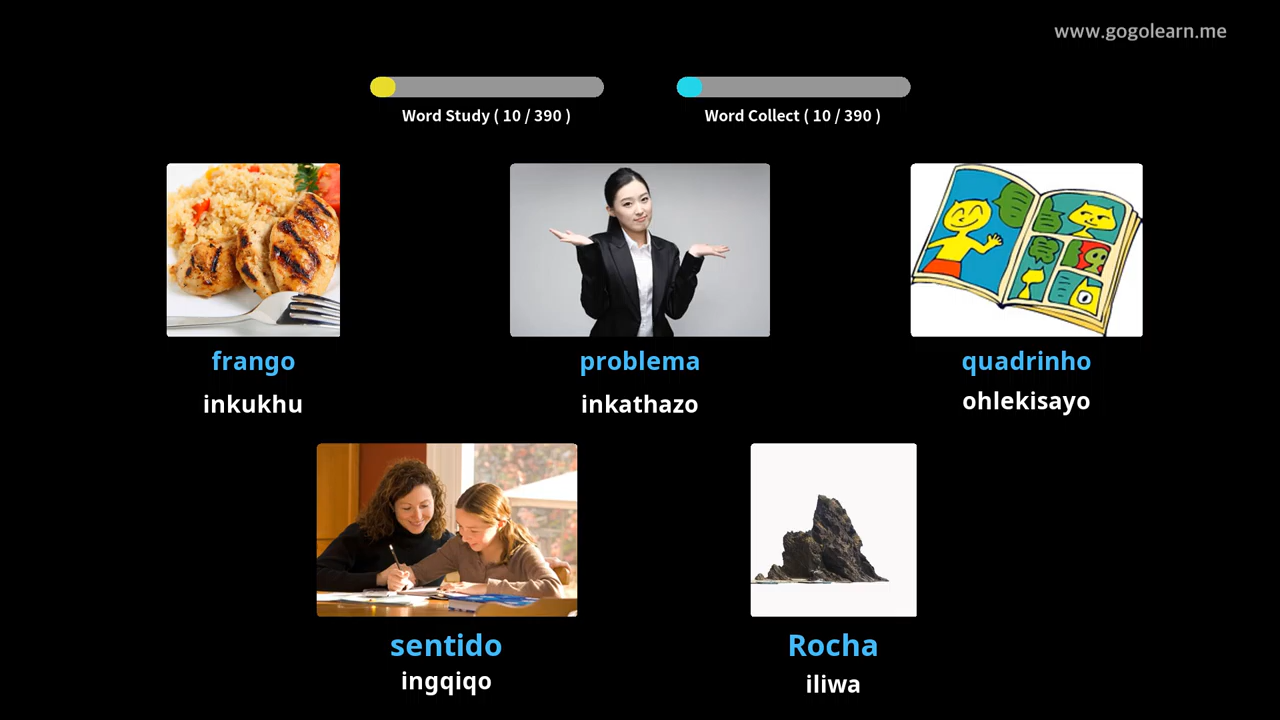 www.gogolearn.me
Word Study ( 10 / 390 )
Word Collect ( 10 / 390 )
frango
inkukhu
problema
inkathazo
quadrinho
ohlekisayo
sentido
ingqiqo
Rocha
iliwa